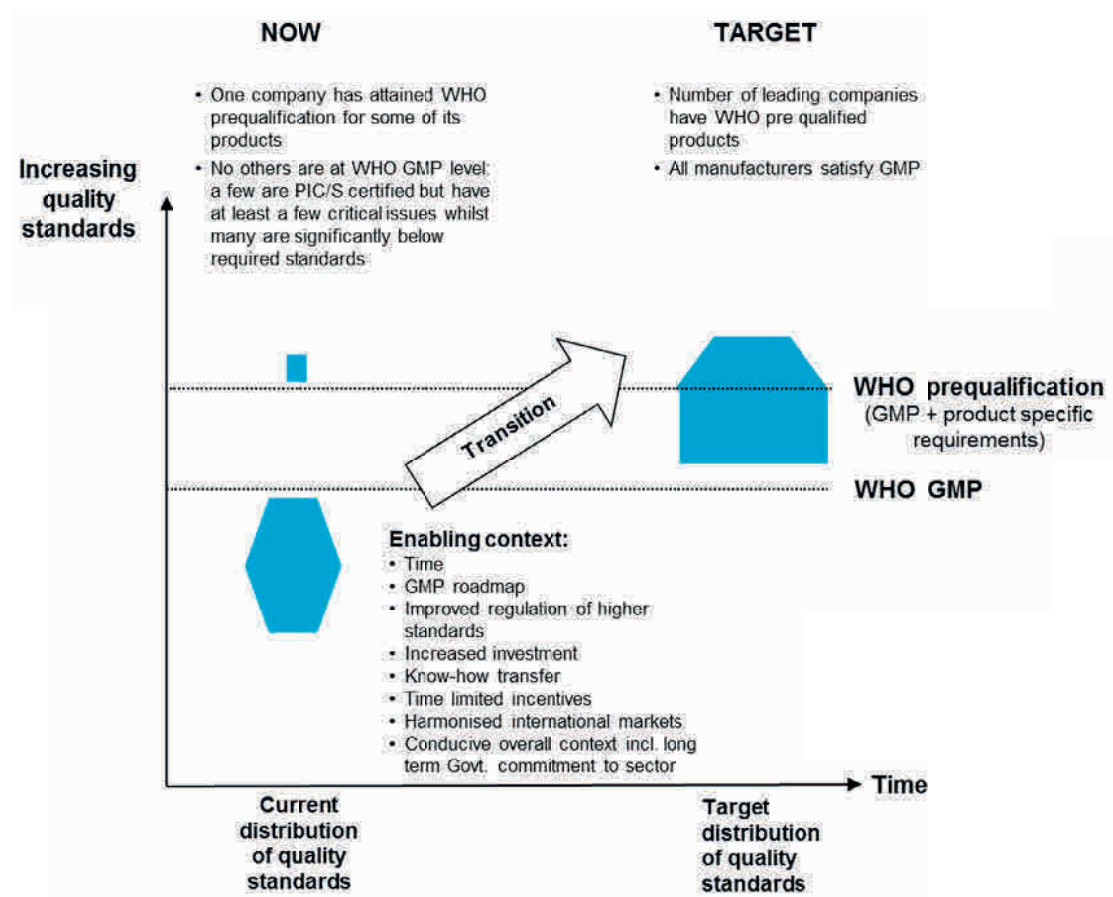 NOW
• One company has attained WHO
prequalification for some of its
products
• No others are at WHO GMP level:
a few are PIC/S certified but have
at least a few critical issues whilst
many are significantly below
required standards
TARGET
• Number of leading companies
have WHO pre qualified
products
• All manufacturers satisfy GMP
Increasing
quality
standards
Transition
WHO prequalification
(GMP + product specific
requirements)
WHO GMP
Enabling context:
• Time
• GMP roadmap
• Improved regulation of higher
standards
• Increased investment
• Know-how transfer
• Time limited incentives
• Harmonised international markets
• Conducive overall context incl. long
term Govt. commitment to sector
Time
Current
distribution
of quality
standards
Target
distribution
of quality
standards